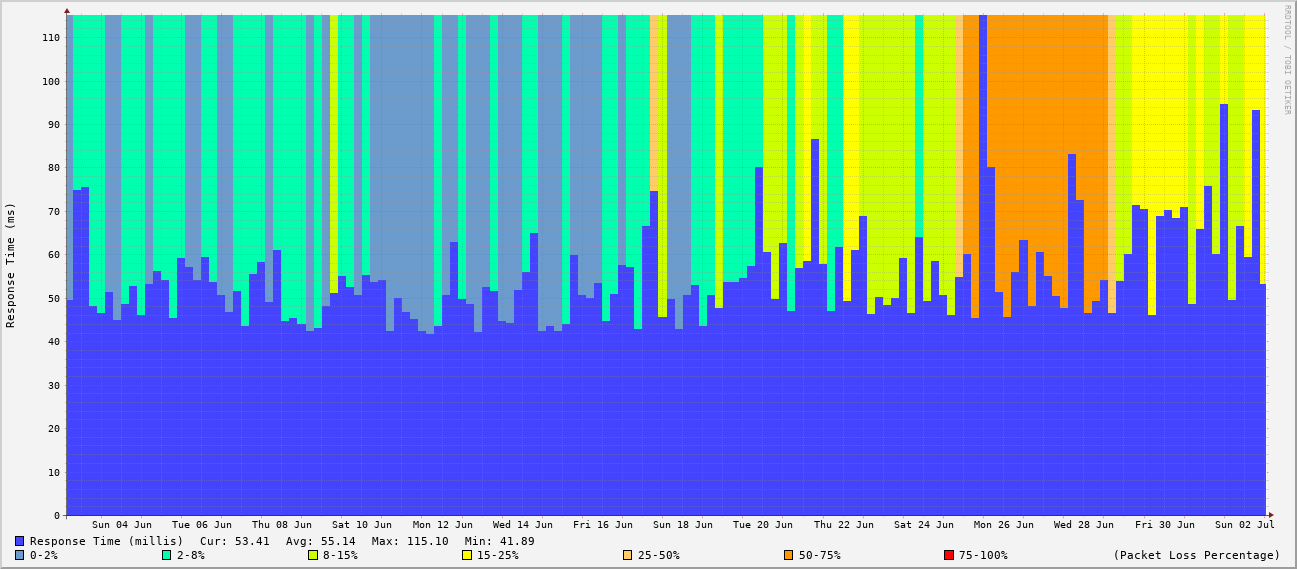 RRDTOOL / TOBI OETIKER
Response Time (ms)
110
100
90
80
70
60
50
40
30
20
10
0
Sun 04 Jun Tue 06 Jun Thu 08 Jun Sat 10 Jun Mon 12 Jun Wed 14 Jun Fri 16 Jun Sun 18 Jun Tue 20 Jun Thu 22 Jun Sat 24 Jun Mon 26 Jun Wed 28 Jun Fri 30 Jun Sun 02 Jul
Response Time (millis) Cur: 53.41 Avg: 55.14 Max: 115.10 Min: 41.89
0-2% 2-8% 8-15% 15-25% 25-50% 50-75% 75-100% (Packet Loss Percentage)